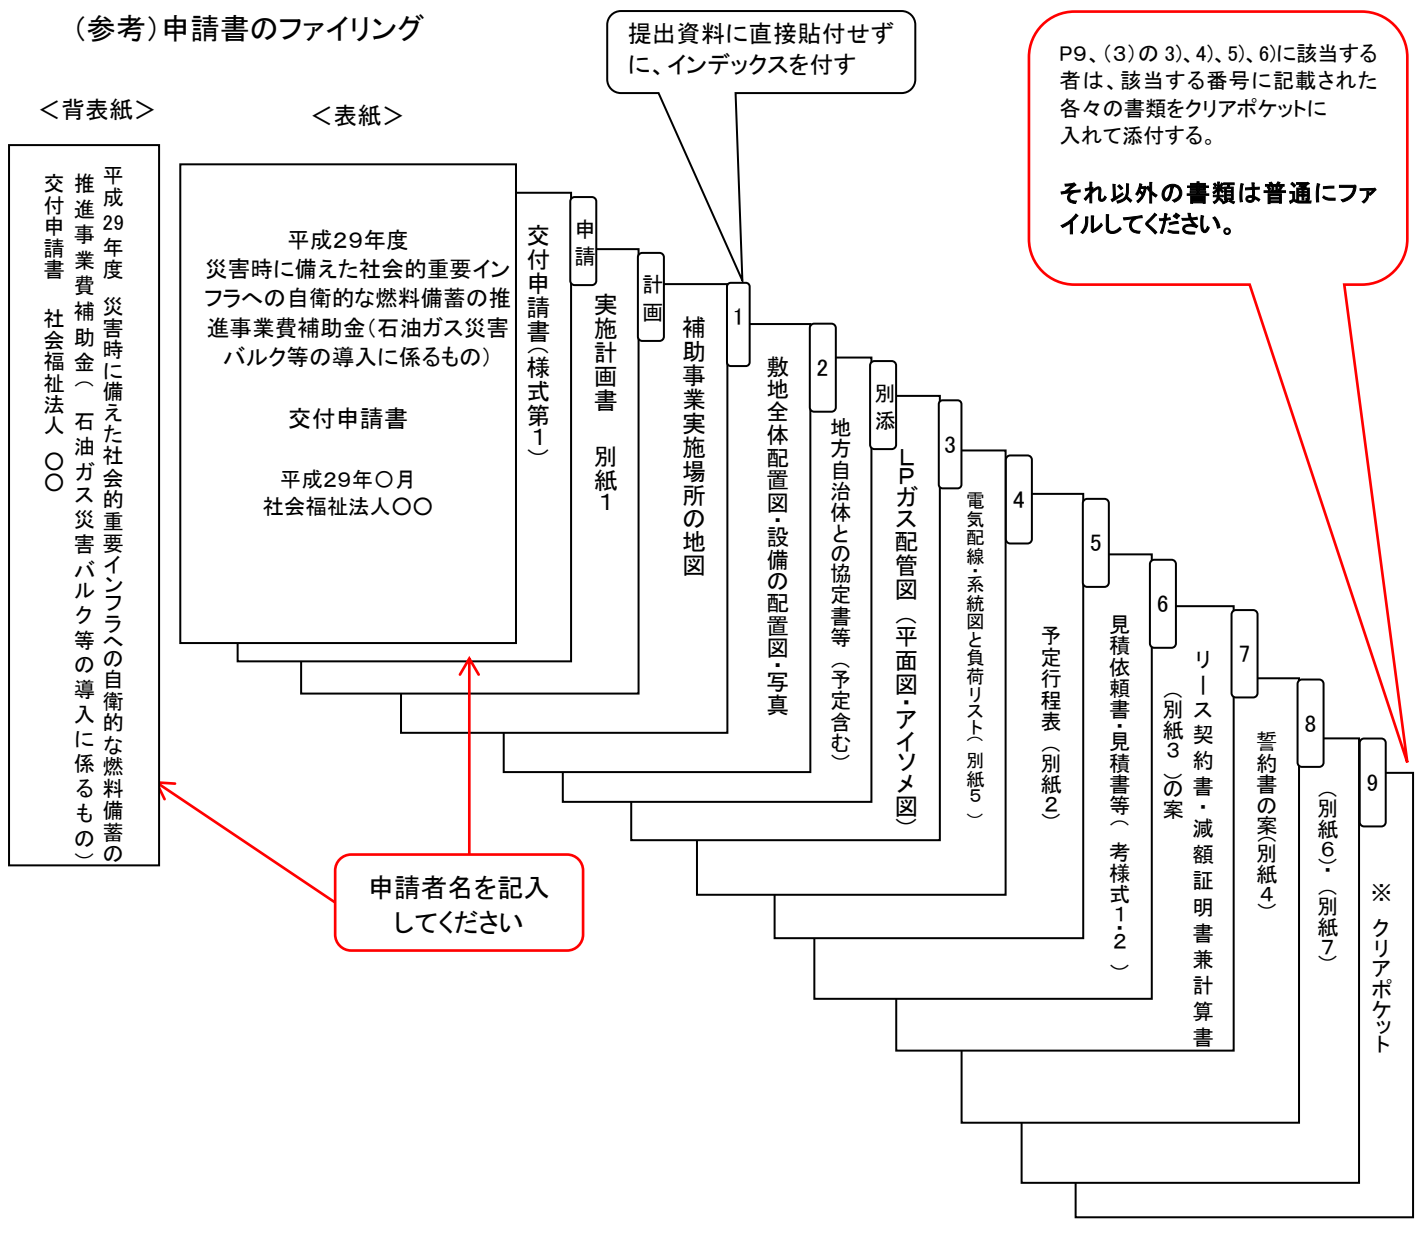 (参考)申請書のファイリング
提出資料に直接貼付せず
に、インデックスを付す
P9、(3)の 3)、4)、5)、6)に該当する
者は、該当する番号に記載された
各々の書類をクリアポケットに
入れて添付する。
それ以外の書類は普通にファ
イルしてください。
<背表紙>
<表紙>
平成29年度 災害時に備えた社会的重要インフラへの自衛的な燃料備蓄の
推進事業費補助金( 石油ガス災害バルク等の導入に係るもの)
交付申請書 社会福祉法人 〇〇
平成29年度
災害時に備えた社会的重要イン
フラへの自衛的な燃料備蓄の推
進事業費補助金(石油ガス災害
バルク等の導入に係るもの)
交付申請書
平成29年〇月
社会福祉法人〇〇
申請
交付申請書(様式第1)
計画
実施計画書 別紙1
1
補助事業実施場所の地図
2
敷地全体配置図・設備の配置図・写真
別添
地方自治体との協定書等(予定含む)
3
LPガス配管図(平面図・アイソメ図)
4
電気配線・系統図と負荷リスト( 別紙5 )
5
予定行程表(別紙2)
6
見積依頼書・見積書等( 考様式1・2 )
7
リース契約書・減額証明書兼計算書
(別紙3 )の案
8
誓約書の案(別紙4)
9
(別紙6)・(別紙7)
※ クリアポケット
申請者名を記入
してください